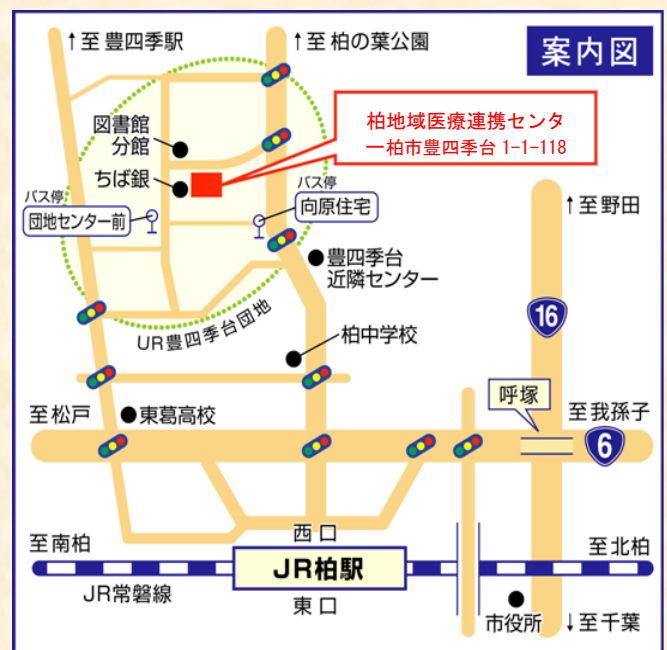 ↑至 豊四季駅
↑至 柏の葉公園
案内図
図書館
分館
ちば銀
柏地域医療連携センタ
ー柏市豊四季台 1-1-118
バス停
団地センター前
バス停
向原住宅
↑至野田
豊四季台
近隣センター
UR豊四季台団地
16
柏中学校
呼塚
至松戸
東葛高校
至我孫子
6
西口
至南柏
JR柏駅
至北柏
JR常磐線
東口
市役所
↓至千葉